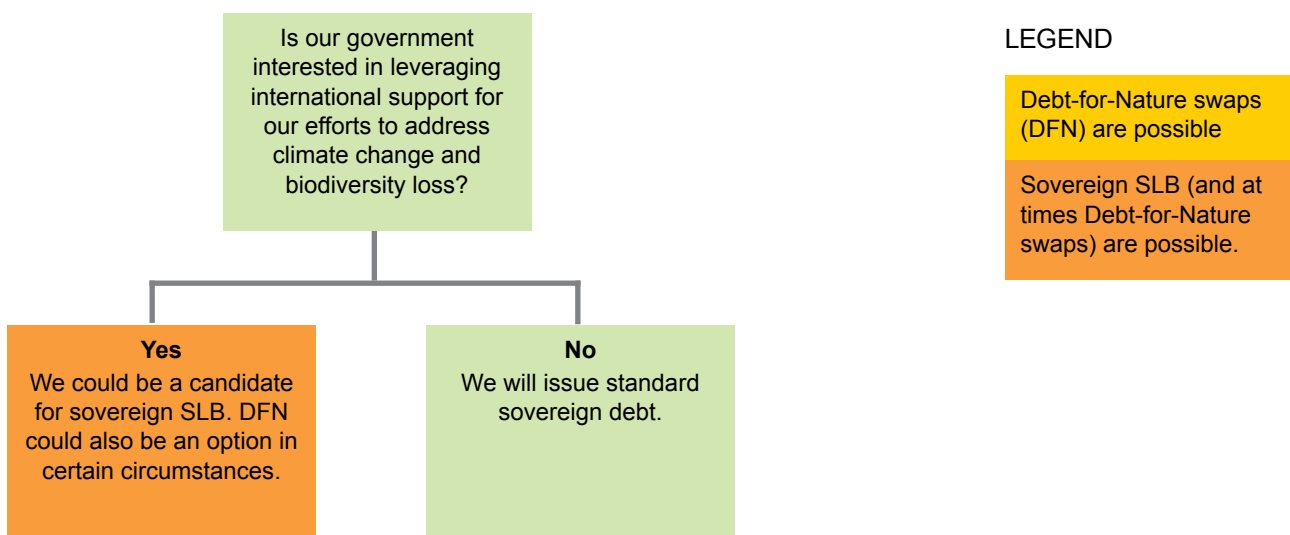 Is our government
interested in leveraging
international support for
our efforts to address
climate change and
biodiversity loss?
LEGEND
Debt-for-Nature swaps
(DFN) are possible
Sovereign SLB (and at
times Debt-for-Nature
swaps) are possible.
Yes
We could be a candidate
for sovereign SLB. DFN
could also be an option in
certain circumstances.
No
We will issue standard
sovereign debt.